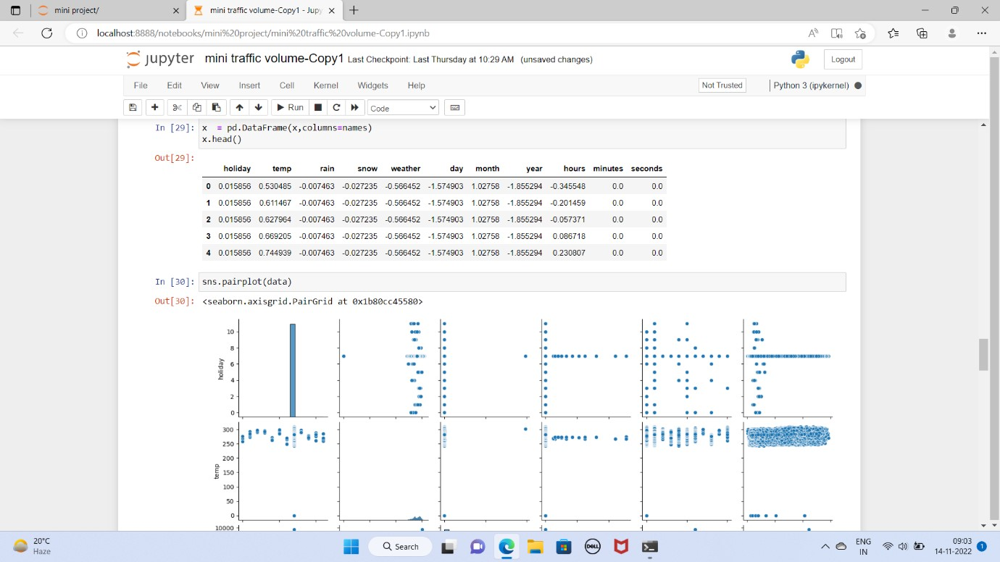 mini project/
mini traffic volume-Copy1 - Jupy
localhost:8888/notebooks/mini%20project/mini%20traffic%20volume-Copy1.ipynb
jupyter mini traffic volume-Copy1 Last Checkpoint: Last Thursday at 10:29 AM (unsaved changes)
Logout
File Edit View Insert Cell Kernel Widgets Help
Not Trusted
Python 3 (ipykernel)
Run
Code
In [29]: x = pd.DataFrame(x,columns=names)
x.head()
Out[29]:
holiday temp rain snow weather day month year hours minutes seconds
0 0.015856 0.530485 -0.007463 -0.027235 -0.566452 -1.574903 1.02758 -1.855294 -0.345548 0.0 0.0
1 0.015856 0.611467 -0.007463 -0.027235 -0.566452 -1.574903 1.02758 -1.855294 -0.201459 0.0 0.0
2 0.015856 0.627964 -0.007463 -0.027235 -0.566452 -1.574903 1.02758 -1.855294 -0.057371 0.0 0.0
3 0.015856 0.669205 -0.007463 -0.027235 -0.566452 -1.574903 1.02758 -1.855294 0.086718 0.0 0.0
4 0.015856 0.744939 -0.007463 -0.027235 -0.566452 -1.574903 1.02758 -1.855294 0.230807 0.0 0.0
In [30]: sns.pairplot(data)
Out[30]: <seaborn.axisgrid.PairGrid at 0x1b80cc45580>
holiday
10
8
6
4
2
0
temp
300
250
200
150
100
50
0
10000
20°C
Haze
Search
DELL
ENG
IN
09:03
14-11-2022
1